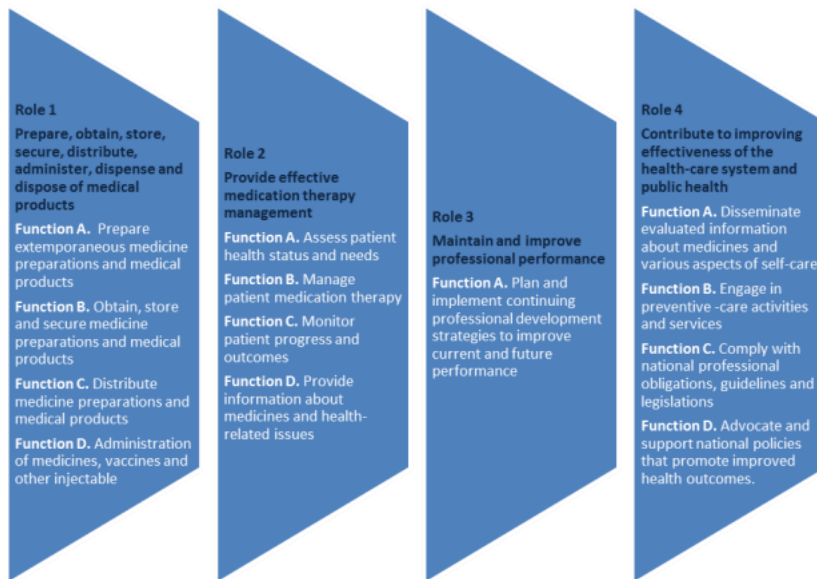 Role 1
Prepare, obtain, store,
secure, distribute,
administer, dispense and
dispose of medical
products
Function A.  Prepare
extemporaneous medicine
preparations and medical
products
Function B. Obtain, store
and secure medicine
preparations and medical
products
Function C. Distribute
medicine preparations and
medical products
Function D. Administration
of medicines, vaccines and
other injectable
Role 2
Provide effective
medication therapy
management
Function A. Assess patient
health status and needs
Function B. Manage
patient medication therapy
Function C. Monitor
patient progress and
outcomes
Function D. Provide
information about
medicines and health-
related issues
Role 3
Maintain and improve
professional performance
Function A. Plan and
implement continuing
professional development
strategies to improve
current and future
performance
Role 4
Contribute to improving
effectiveness of the
health-care system and
public health
Function A. Disseminate
evaluated information
about medicines and
various aspects of self-care
Function B. Engage in
preventive -care activities
and services
Function C. Comply with
national professional
obligations, guidelines and
legislations
Function D. Advocate and
support national policies
that promote improved
health outcomes.